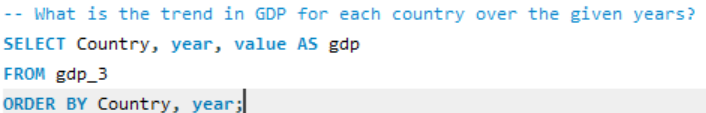 -- What is the trend in GDP for each country over the given years?
SELECT Country, year, value AS gdp
FROM gdp_3
ORDER BY Country, year;